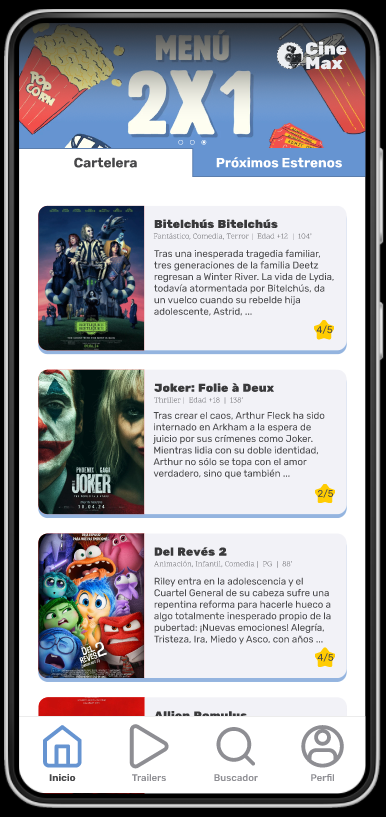 MENÚ
2X1
Cine
Max
POP
CORN
Cartelera
Próximos Estrenos
Bitelchús Bitelchús
Fantástico, Comedia, Terror | Edad +12 | 104'
Tras una inesperada tragedia familiar,
tres generaciones de la familia Deetz
regresan a Winter River. La vida de Lydia,
todavía atormentada por Bitelchús, da
un vuelco cuando su rebelde hija
adolescente, Astrid, ...
4/5
Joker: Folie à Deux
Thriller | Edad +18 | 138'
Tras crear el caos, Arthur Fleck ha sido
internado en Arkham a la espera de
juicio por sus crímenes como Joker.
Mientras lidia con su doble identidad,
Arthur no sólo se topa con el amor
verdadero, sino que también ...
PHOENIX GAGA
JOKER
2/5
Del Revés 2
Animación, Infantil, Comedia | PG | 88'
Riley entra en la adolescencia y el
Cuartel General de su cabeza sufre una
repentina reforma para hacerle hueco a
algo totalmente inesperado propio de la
pubertad: ¡Nuevas emociones! Alegría,
Tristeza, Ira, Miedo y Asco, con años ...
DEL
REVÉS 2
4/5
Inicio
Trailers
Buscador
Perfil